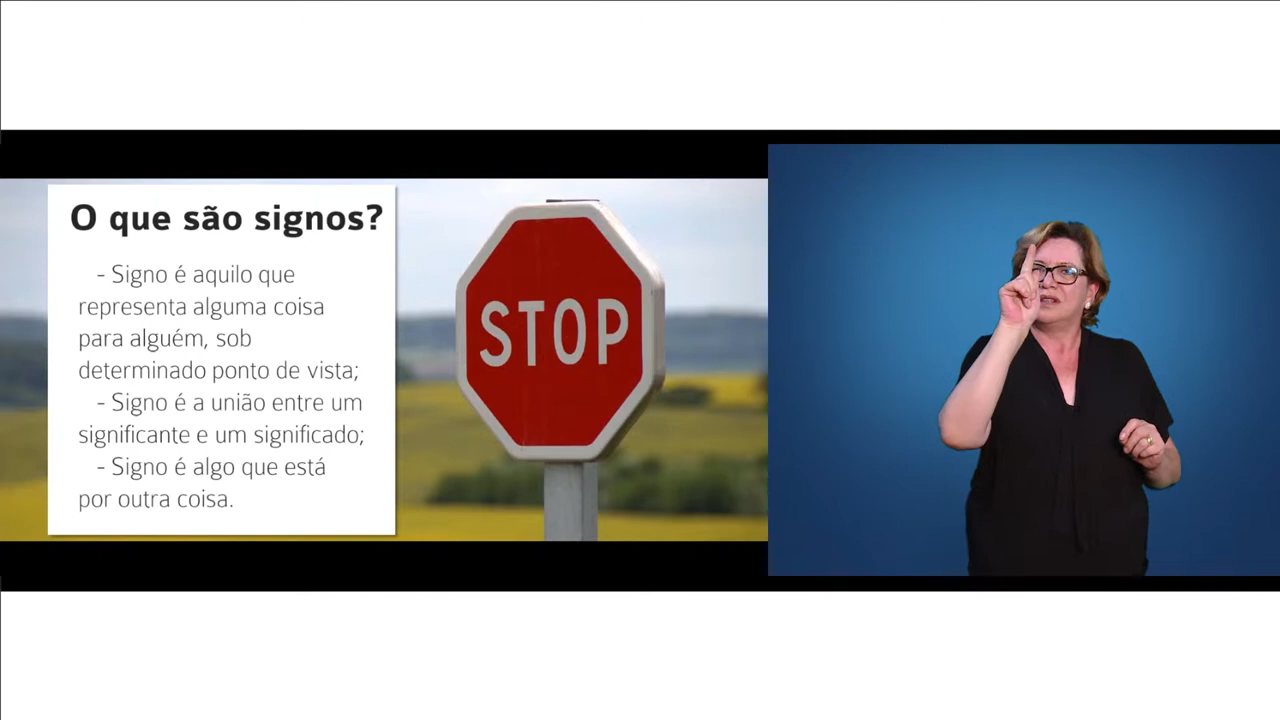 O que são signos?
- Signo é aquilo que
representa alguma coisa
para alguém, sob
determinado ponto de vista;
- Signo é a união entre um
significante e um significado;
- Signo é algo que está
por outra coisa.
STOP